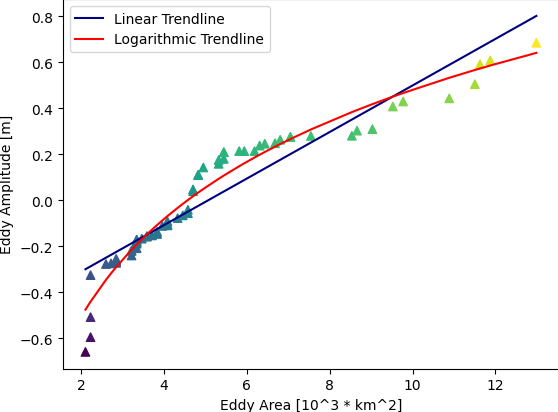 Linear Trendline
Logarithmic Trendline
Eddy Amplitude [m]
0.8
0.6
0.4
0.2
0.0
−0.2
−0.4
−0.6
2 4 6 8 10 12
Eddy Area [10^3 * km^2]